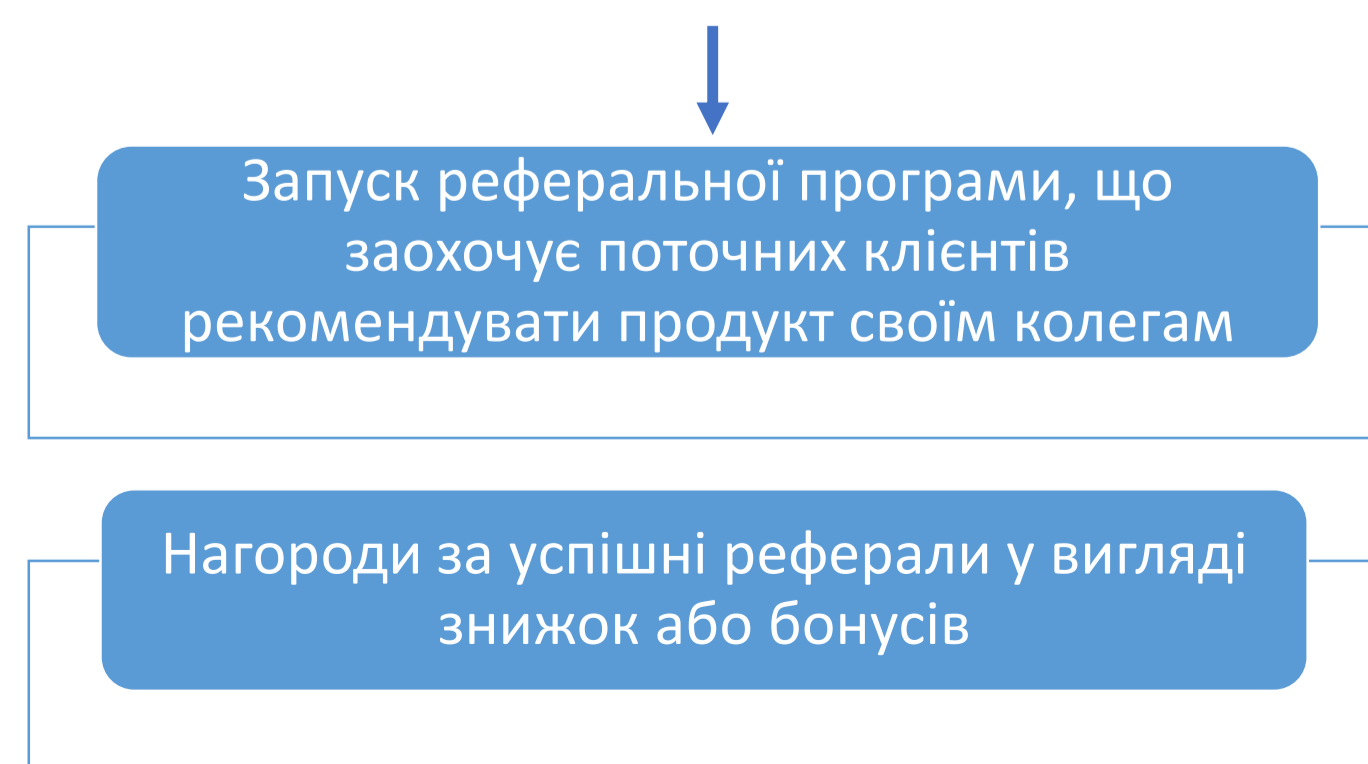 Запуск реферальної програми, що
заохочує поточних клієнтів
рекомендувати продукт своїм колегам
Нагороди за успішні реферали у вигляді
знижок або бонусів